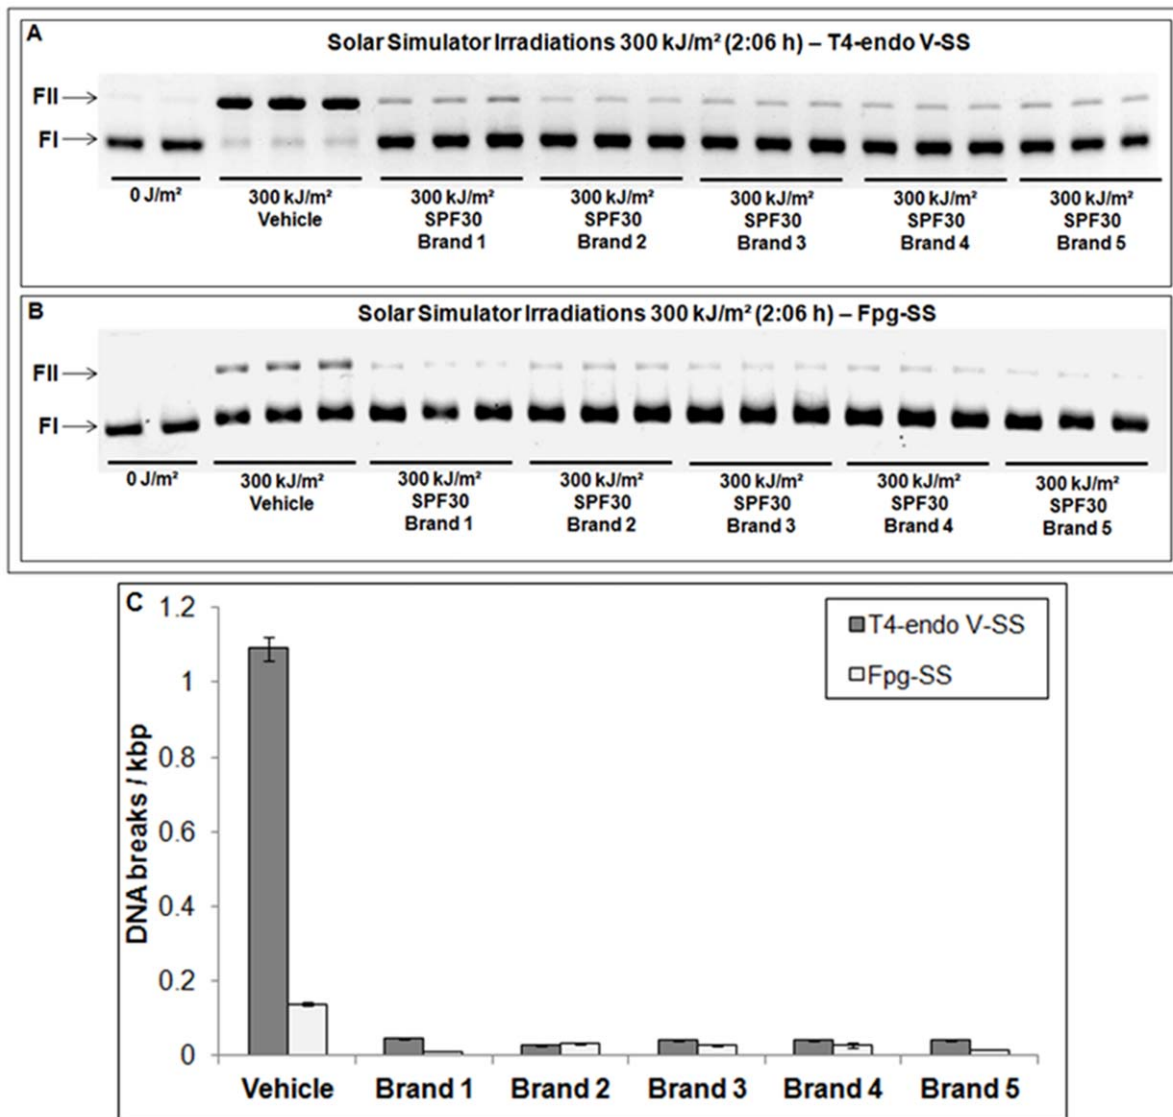 A
Solar Simulator Irradiations 300 kJ/m² (2:06 h) – T4-endo V-SS
FII
FI
0 J/m²
300 kJ/m²
Vehicle
300 kJ/m²
SPF30
Brand 1
300 kJ/m²
SPF30
Brand 2
300 kJ/m²
SPF30
Brand 3
300 kJ/m²
SPF30
Brand 4
300 kJ/m²
SPF30
Brand 5
B
Solar Simulator Irradiations 300 kJ/m² (2:06 h) – Fpg-SS
FII
FI
0 J/m²
300 kJ/m²
Vehicle
300 kJ/m²
SPF30
Brand 1
300 kJ/m²
SPF30
Brand 2
300 kJ/m²
SPF30
Brand 3
300 kJ/m²
SPF30
Brand 4
300 kJ/m²
SPF30
Brand 5
C
DNA breaks / kbp
1.2
1
0.8
0.6
0.4
0.2
0
T4-endo V-SS
Fpg-SS
Vehicle
Brand 1
Brand 2
Brand 3
Brand 4
Brand 5